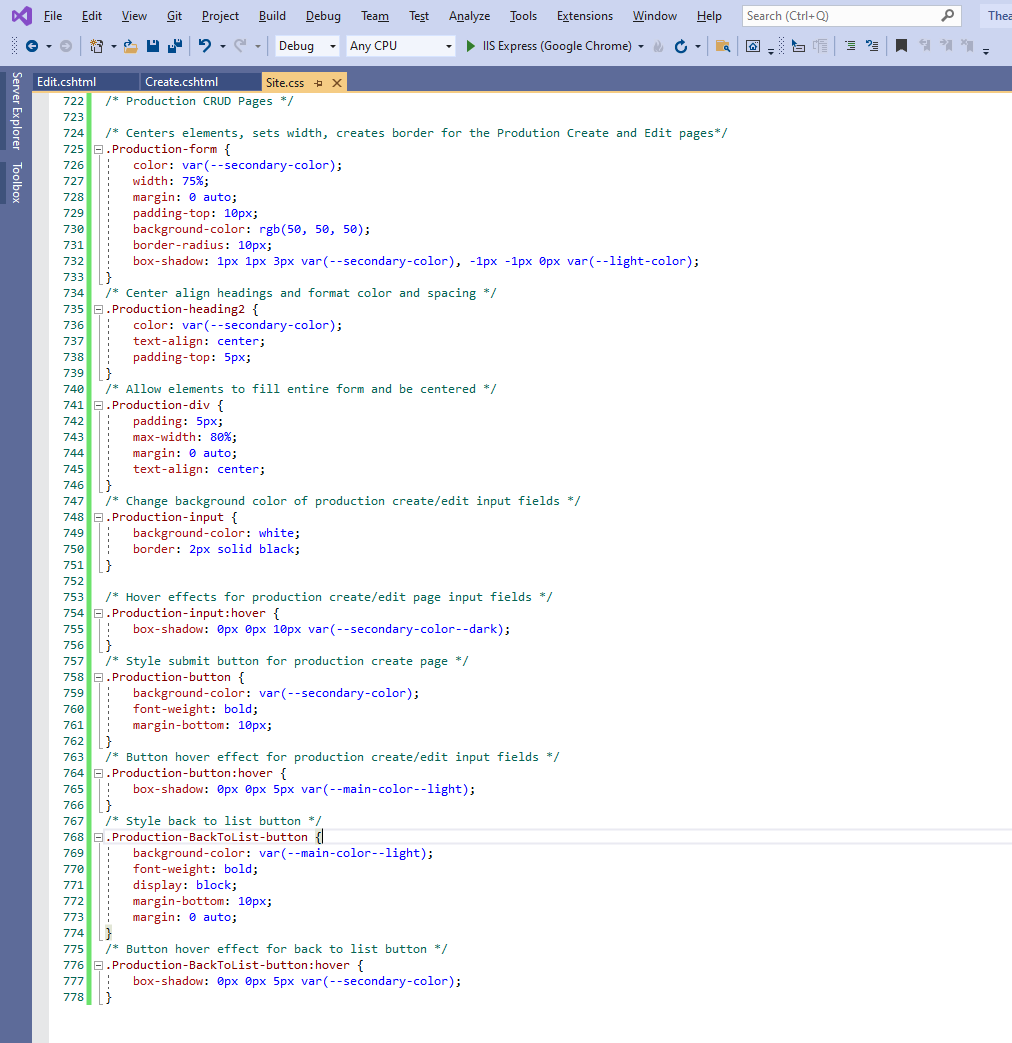 File Edit View Git Project Build Debug Team Test Analyze Tools Extensions Window Help Search (Ctrl+Q) Thea
Debug Any CPU IIS Express (Google Chrome)
Server Explorer
Toolbox
Edit.cshtml Create.cshtml Site.css
722 /* Production CRUD Pages */
723
724 /* Centers elements, sets width, creates border for the Prodution Create and Edit pages*/
725 .Production-form {
726 color: var(--secondary-color);
727 width: 75%;
728 margin: 0 auto;
729 padding-top: 10px;
730 background-color: rgb(50, 50, 50);
731 border-radius: 10px;
732 box-shadow: 1px 1px 3px var(--secondary-color), -1px -1px 0px var(--light-color);
733 }
734 /* Center align headings and format color and spacing */
735 .Production-heading2 {
736 color: var(--secondary-color);
737 text-align: center;
738 padding-top: 5px;
739 }
740 /* Allow elements to fill entire form and be centered */
741 .Production-div {
742 padding: 5px;
743 max-width: 80%;
744 margin: 0 auto;
745 text-align: center;
746 }
747 /* Change background color of production create/edit input fields */
748 .Production-input {
749 background-color: white;
750 border: 2px solid black;
751 }
752
753 /* Hover effects for production create/edit page input fields */
754 .Production-input:hover {
755 box-shadow: 0px 0px 10px var(--secondary-color--dark);
756 }
757 /* Style submit button for production create page */
758 .Production-button {
759 background-color: var(--secondary-color);
760 font-weight: bold;
761 margin-bottom: 10px;
762 }
763 /* Button hover effect for production create/edit input fields */
764 .Production-button:hover {
765 box-shadow: 0px 0px 5px var(--main-color--light);
766 }
767 /* Style back to list button */
768 .Production-BackToList-button {
769 background-color: var(--main-color--light);
770 font-weight: bold;
771 display: block;
772 margin-bottom: 10px;
773 margin: 0 auto;
774 }
775 /* Button hover effect for back to list button */
776 .Production-BackToList-button:hover {
777 box-shadow: 0px 0px 5px var(--secondary-color);
778 }